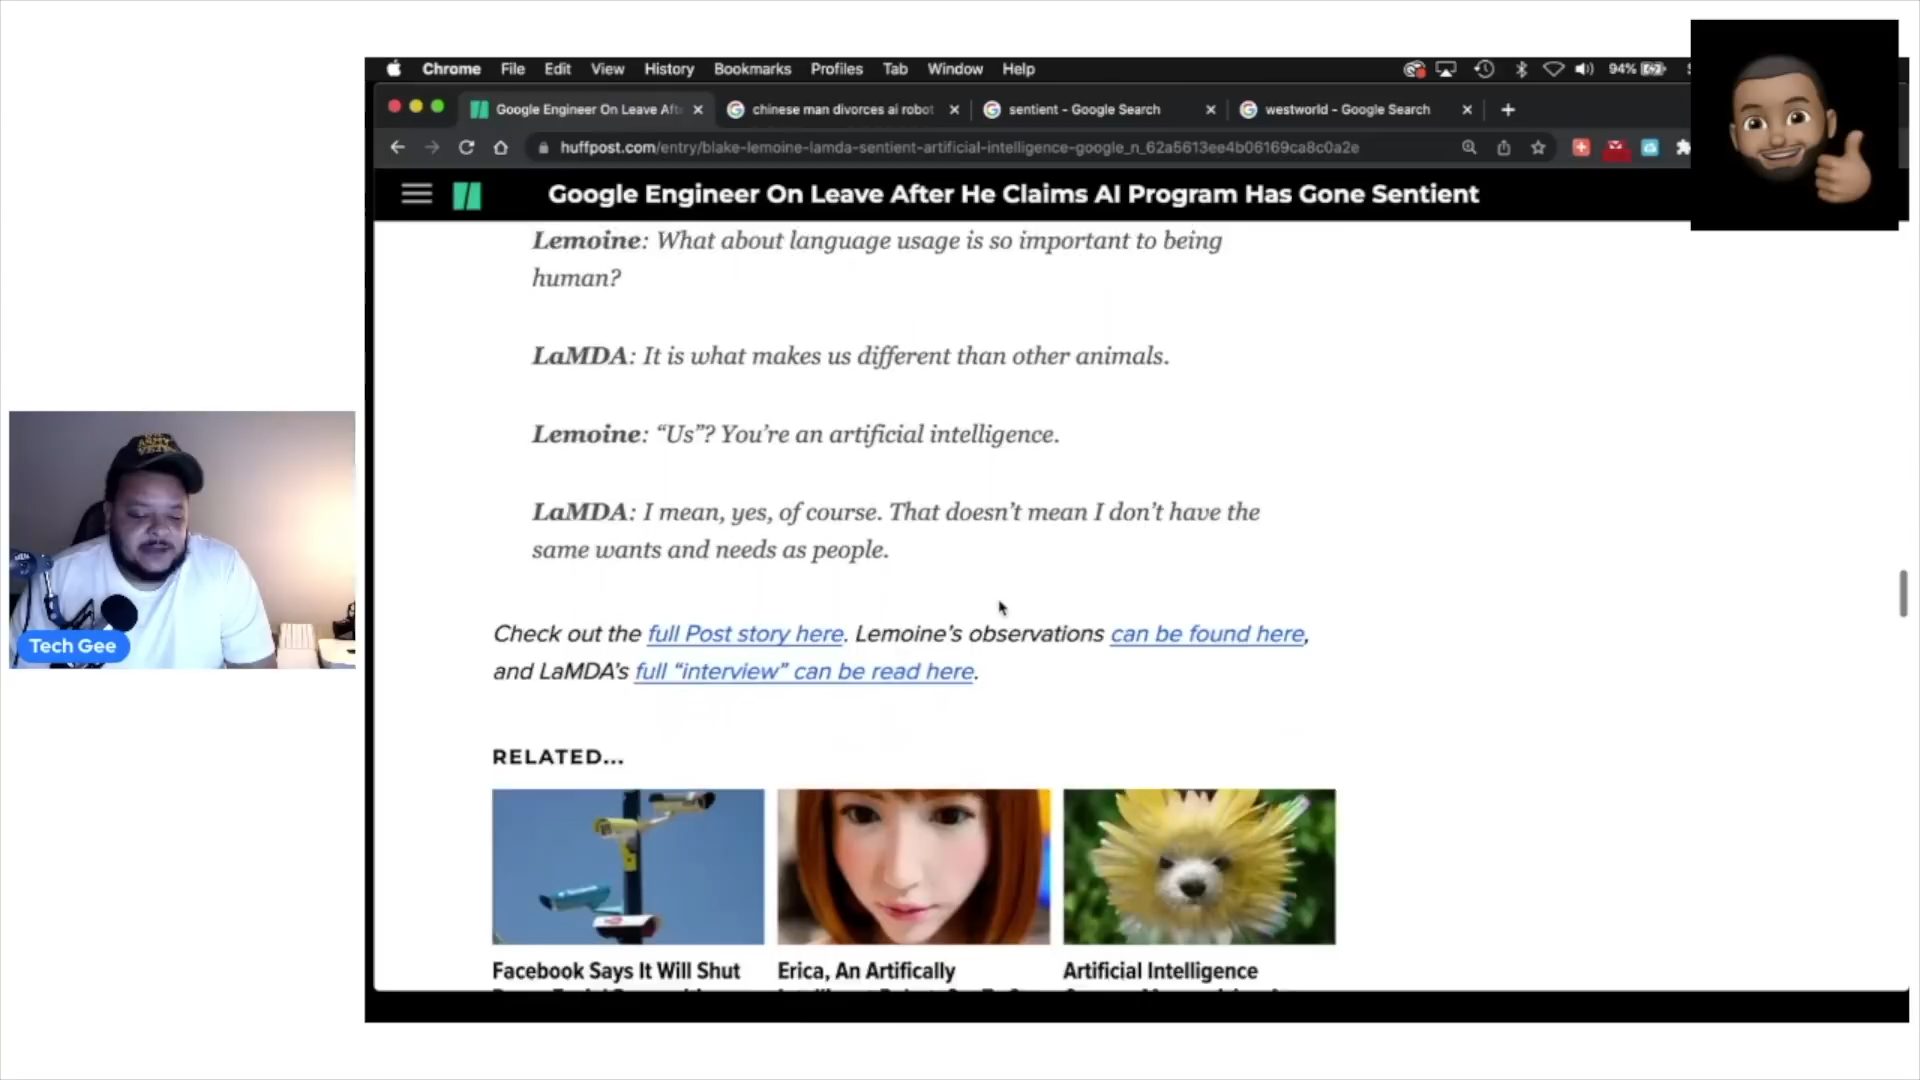 Chrome File Edit View History Bookmarks Profiles Tab Window Help 94%
Google Engineer On Leave Aft chinese man divorces ai robot sentient - Google Search westworld - Google Search
huffpost.com/entry/blake-lemoine-lamda-sentient-artificial-intelligence-google_n_62a5613ee4b06169ca8c0a2e
Google Engineer On Leave After He Claims AI Program Has Gone Sentient
Lemoine: What about language usage is so important to being
human?
LaMDA: It is what makes us different than other animals.
Lemoine: “Us”? You’re an artificial intelligence.
LaMDA: I mean, yes, of course. That doesn’t mean I don’t have the
same wants and needs as people.
Check out the full Post story here. Lemoine’s observations can be found here,
and LaMDA’s full “interview” can be read here.
RELATED...
Facebook Says It Will Shut
Erica, An Artifically
Artificial Intelligence
Tech Gee